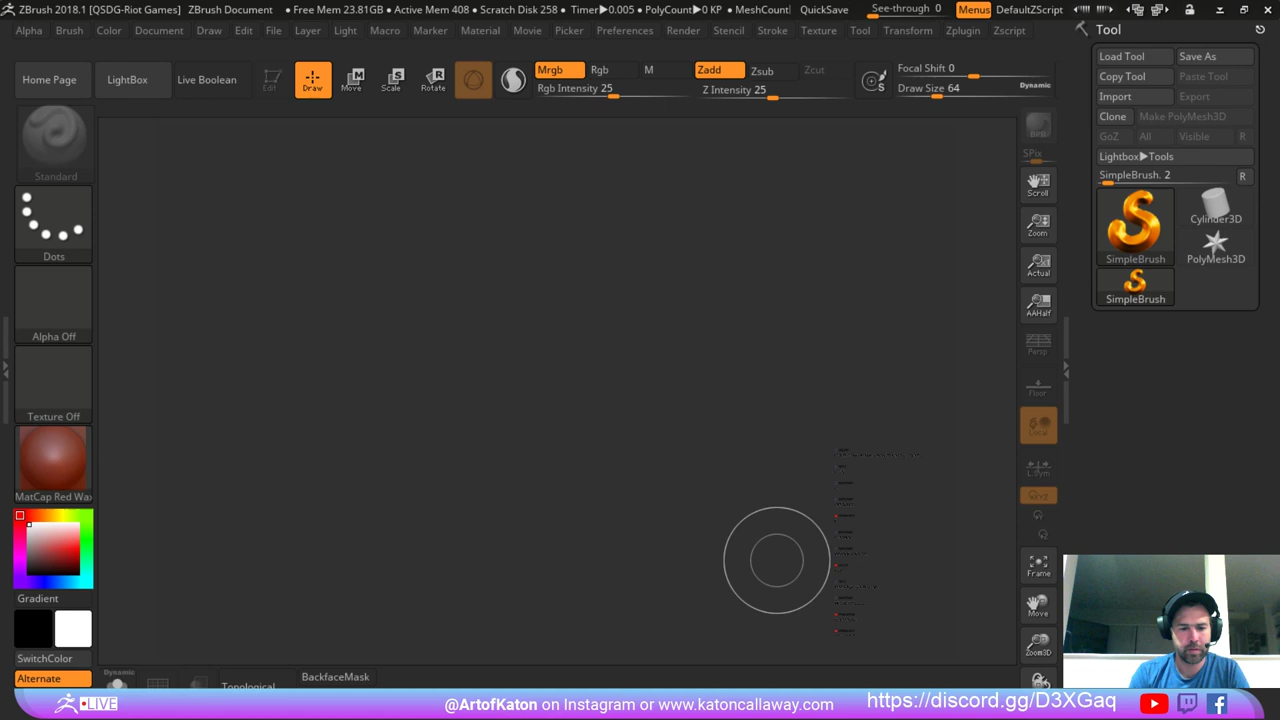 ZBrush 2018.1 [QSDG-Riot Games] ZBrush Document • Free Mem 23.81GB • Active Mem 408 • Scratch Disk 258 • Timer▶0.005 • PolyCount▶0 KP • MeshCount QuickSave See-through 0 Menus DefaultZScript
Alpha Brush Color Document Draw Edit File Layer Light Macro Marker Material Movie Picker Preferences Render Stencil Stroke Texture Tool Transform Zplugin Zscript
Home Page LightBox Live Boolean Edit Draw Move Scale Rotate
Mrgb Rgb M
Rgb Intensity 25
Zadd Zsub Zcut
Z Intensity 25
Focal Shift 0
Draw Size 64 Dynamic
Standard
Dots
Alpha Off
Texture Off
MatCap Red Wax
Gradient
SwitchColor
Alternate
Dynamic
Topological
BackfaceMask
BPR
SPix
Scroll
Zoom
Actual
AAHalf
Persp
Floor
Local
L.Sym
XYZ
Frame
Move
Zoom3D
Tool
Load Tool Save As
Copy Tool Paste Tool
Import Export
Clone Make PolyMesh3D
GoZ All Visible R
Lightbox▶Tools
SimpleBrush. 2 R
SimpleBrush Cylinder3D
PolyMesh3D
SimpleBrush
LIVE
@ArtofKaton on Instagram or www.katoncallaway.com
https://discord.gg/D3XGaq